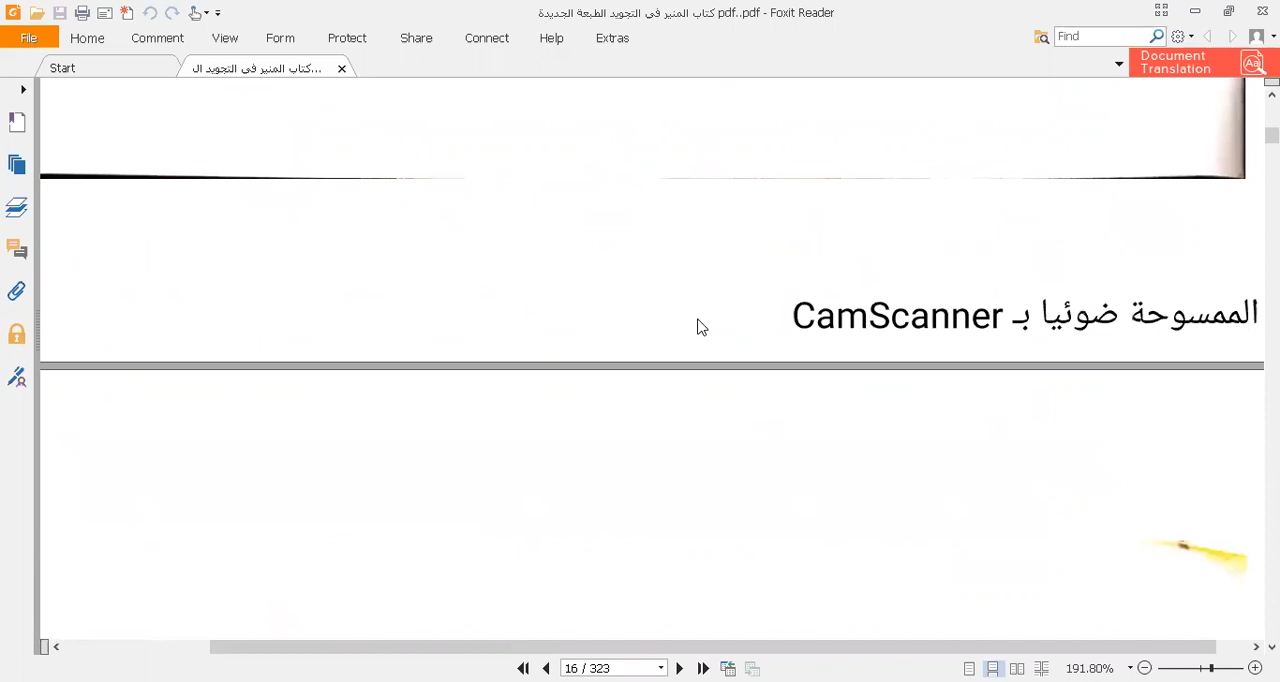 كتاب المنير في التجويد الطبعة الجديدة pdf..pdf - Foxit Reader
File Home Comment View Form Protect Share Connect Help Extras
Find
Start
كتاب المنير في التجويد ال...
Document
Translation
Aa
الممسوحة ضوئيا بـ CamScanner
16 / 323
191.80%